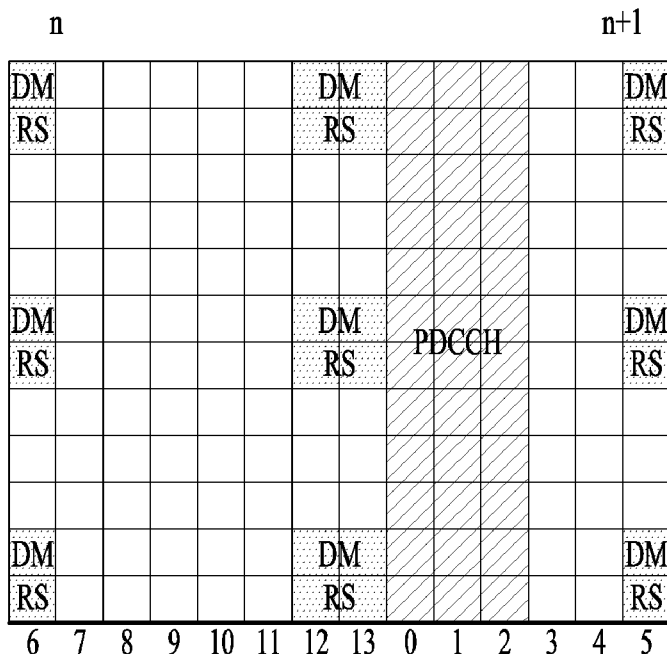 n n+1
DM DM DM
RS RS RS
DM DM DM
RS PDCCH RS RS
DM DM DM
RS RS RS
6 7 8 9 10 11 12 13 0 1 2 3 4 5